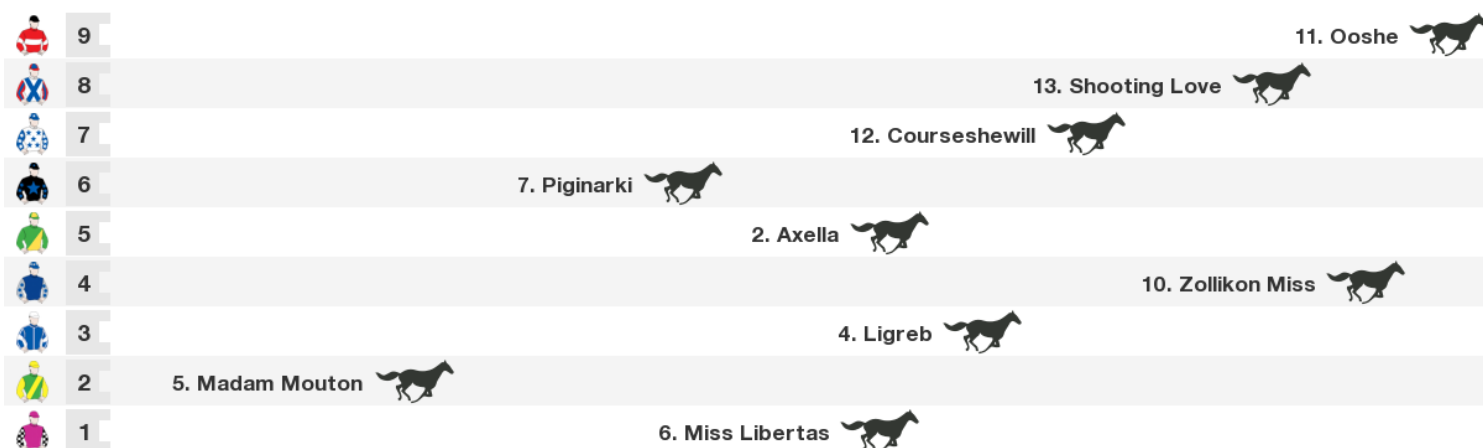 9 11. Ooshe
8 13. Shooting Love
7 12. Courseshewill
6 7. Piginarki
5 2. Axella
4 10. Zollikon Miss
3 4. Ligreb
2 5. Madam Mouton
1 6. Miss Libertas